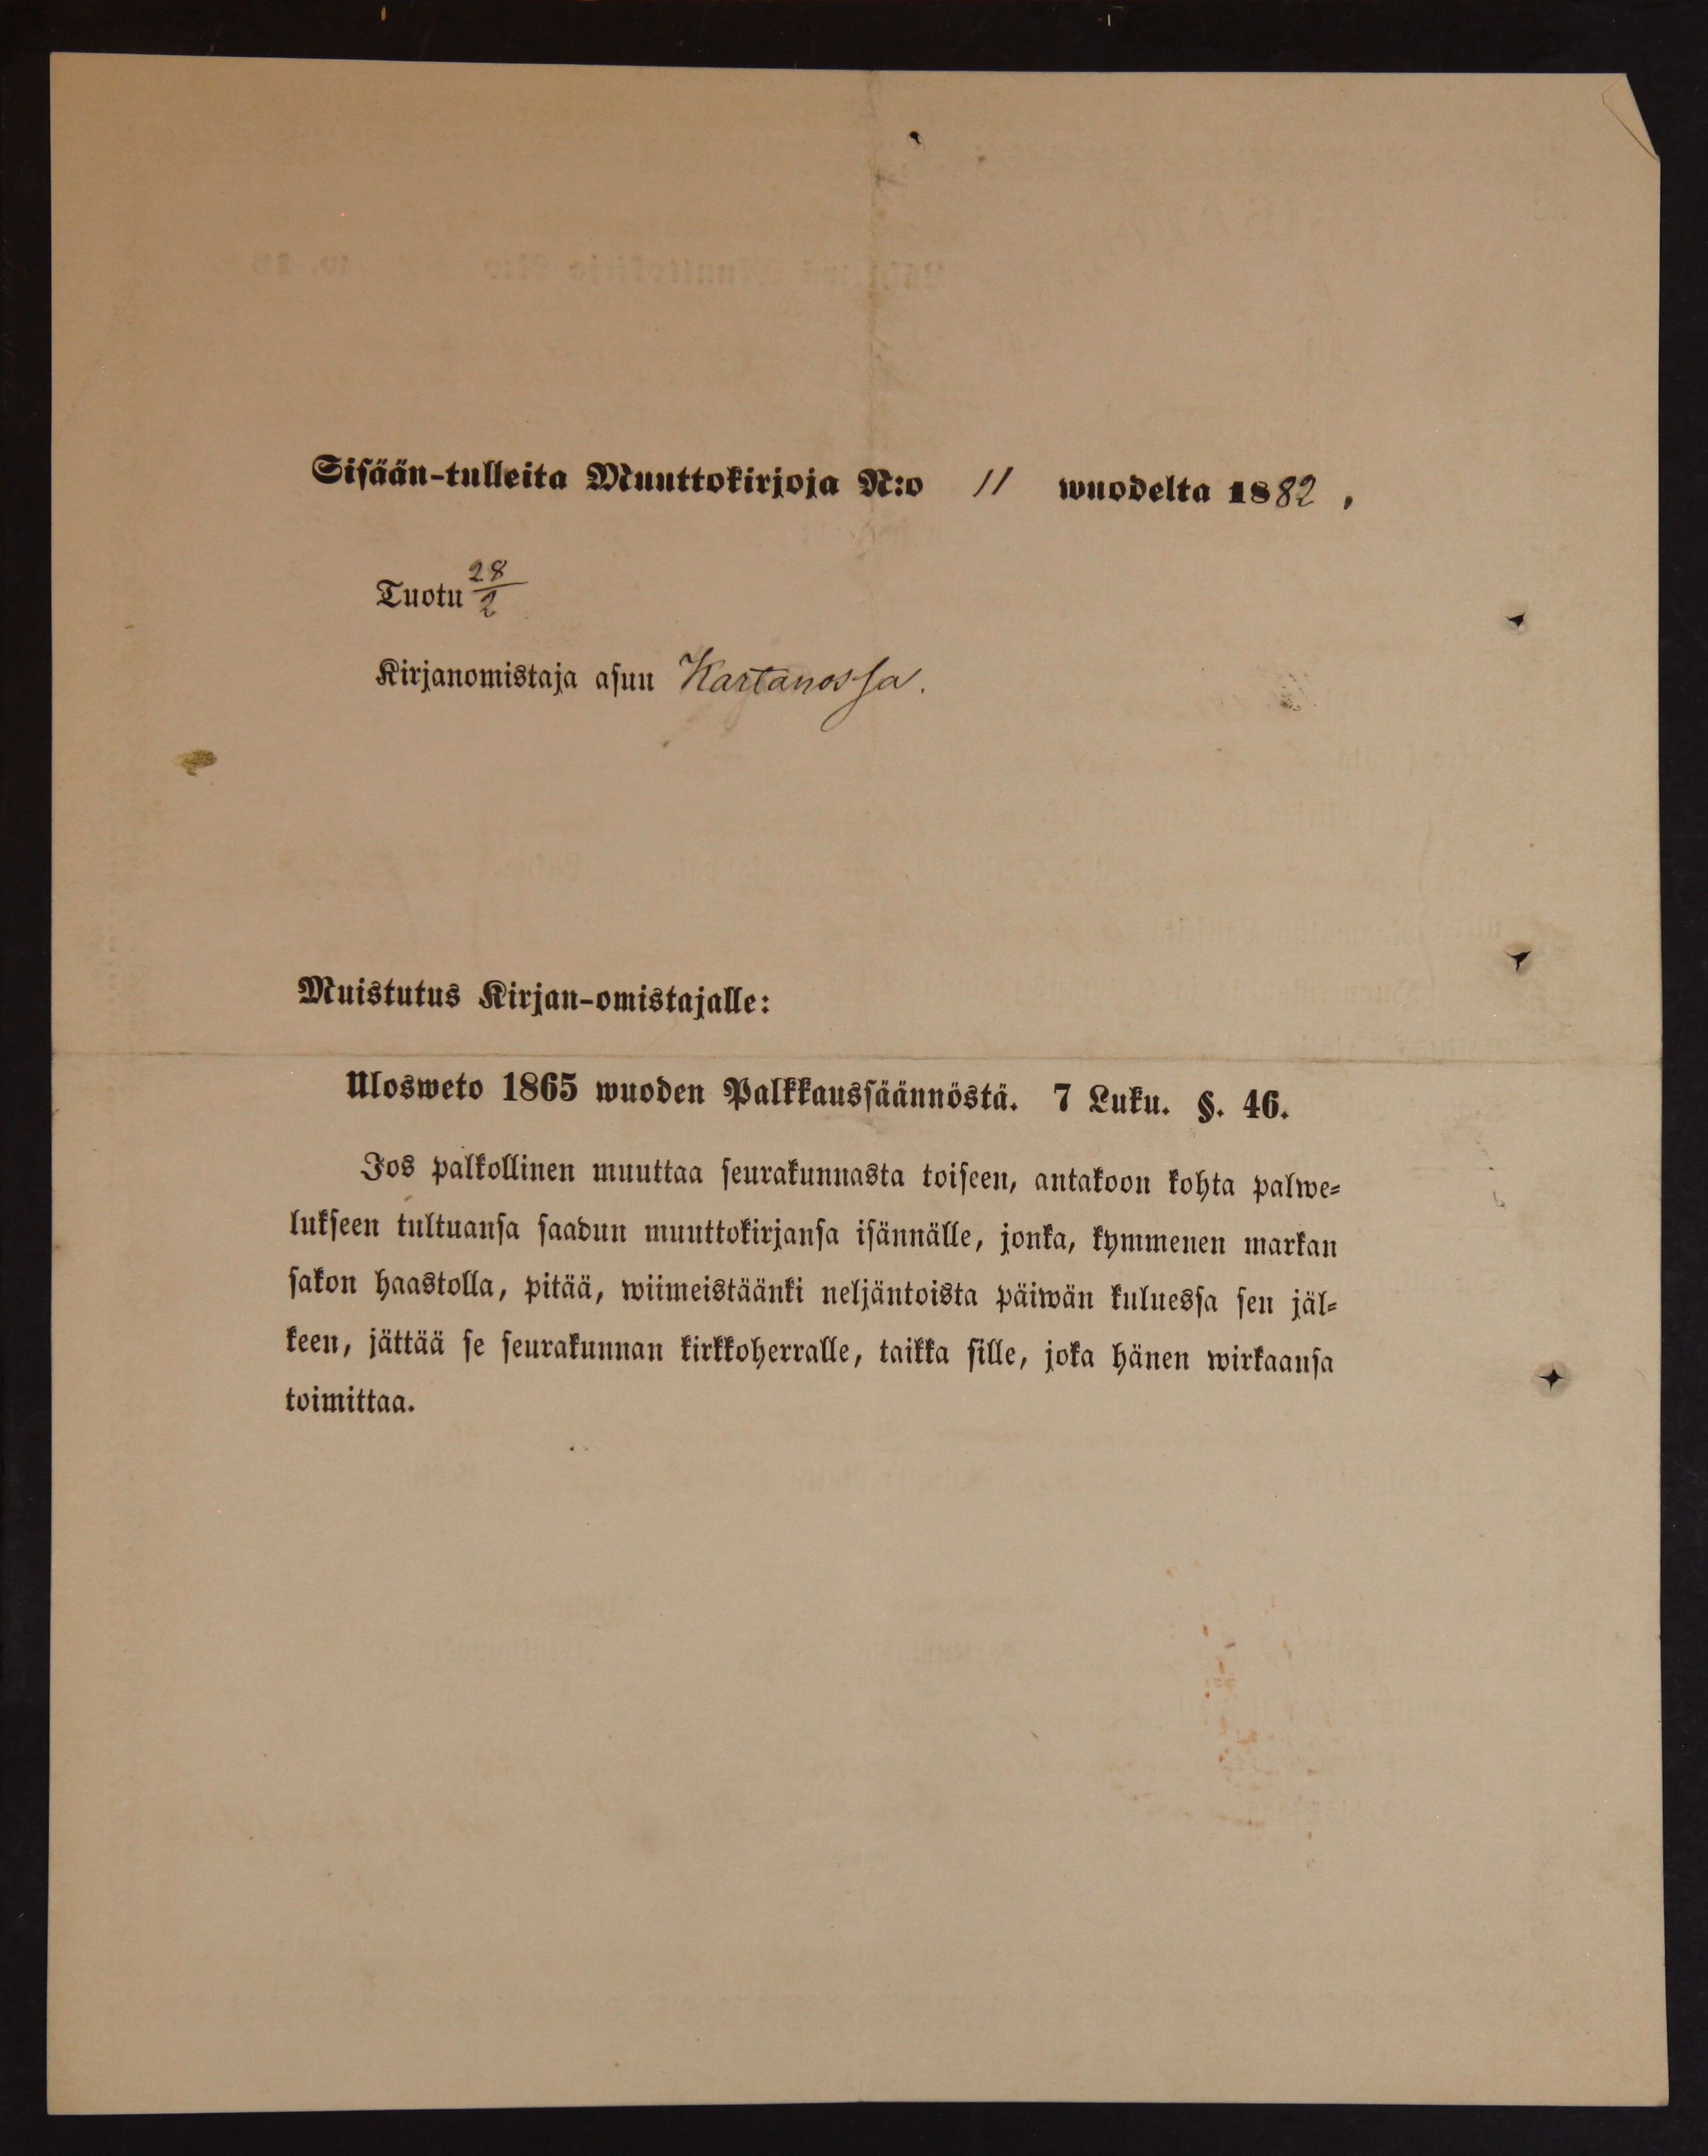 Sisään-tulleita Muuttokirjoja N:o 11 wuodelta 1882.
Tuotu 28/2
Kirjanomistaja asuu Kartanossa.
Muistutus Kirjan-omistajalle:
Ulosweto 1865 wuoden Palkkaussäännöstä. 7 Luku. §. 46.
Jos palkollinen muuttaa seurakunnasta toiseen, antakoon kohta palwe-
lukseen tultuansa saadun muuttokirjansa isännälle, jonka, kymmenen markan
sakon haastolla, pitää, wiimeistäänki neljäntoista päiwän kuluessa sen jäl-
keen, jättää se seurakunnan kirkkoherralle, taikka sille, joka hänen wirkaansa
toimittaa.